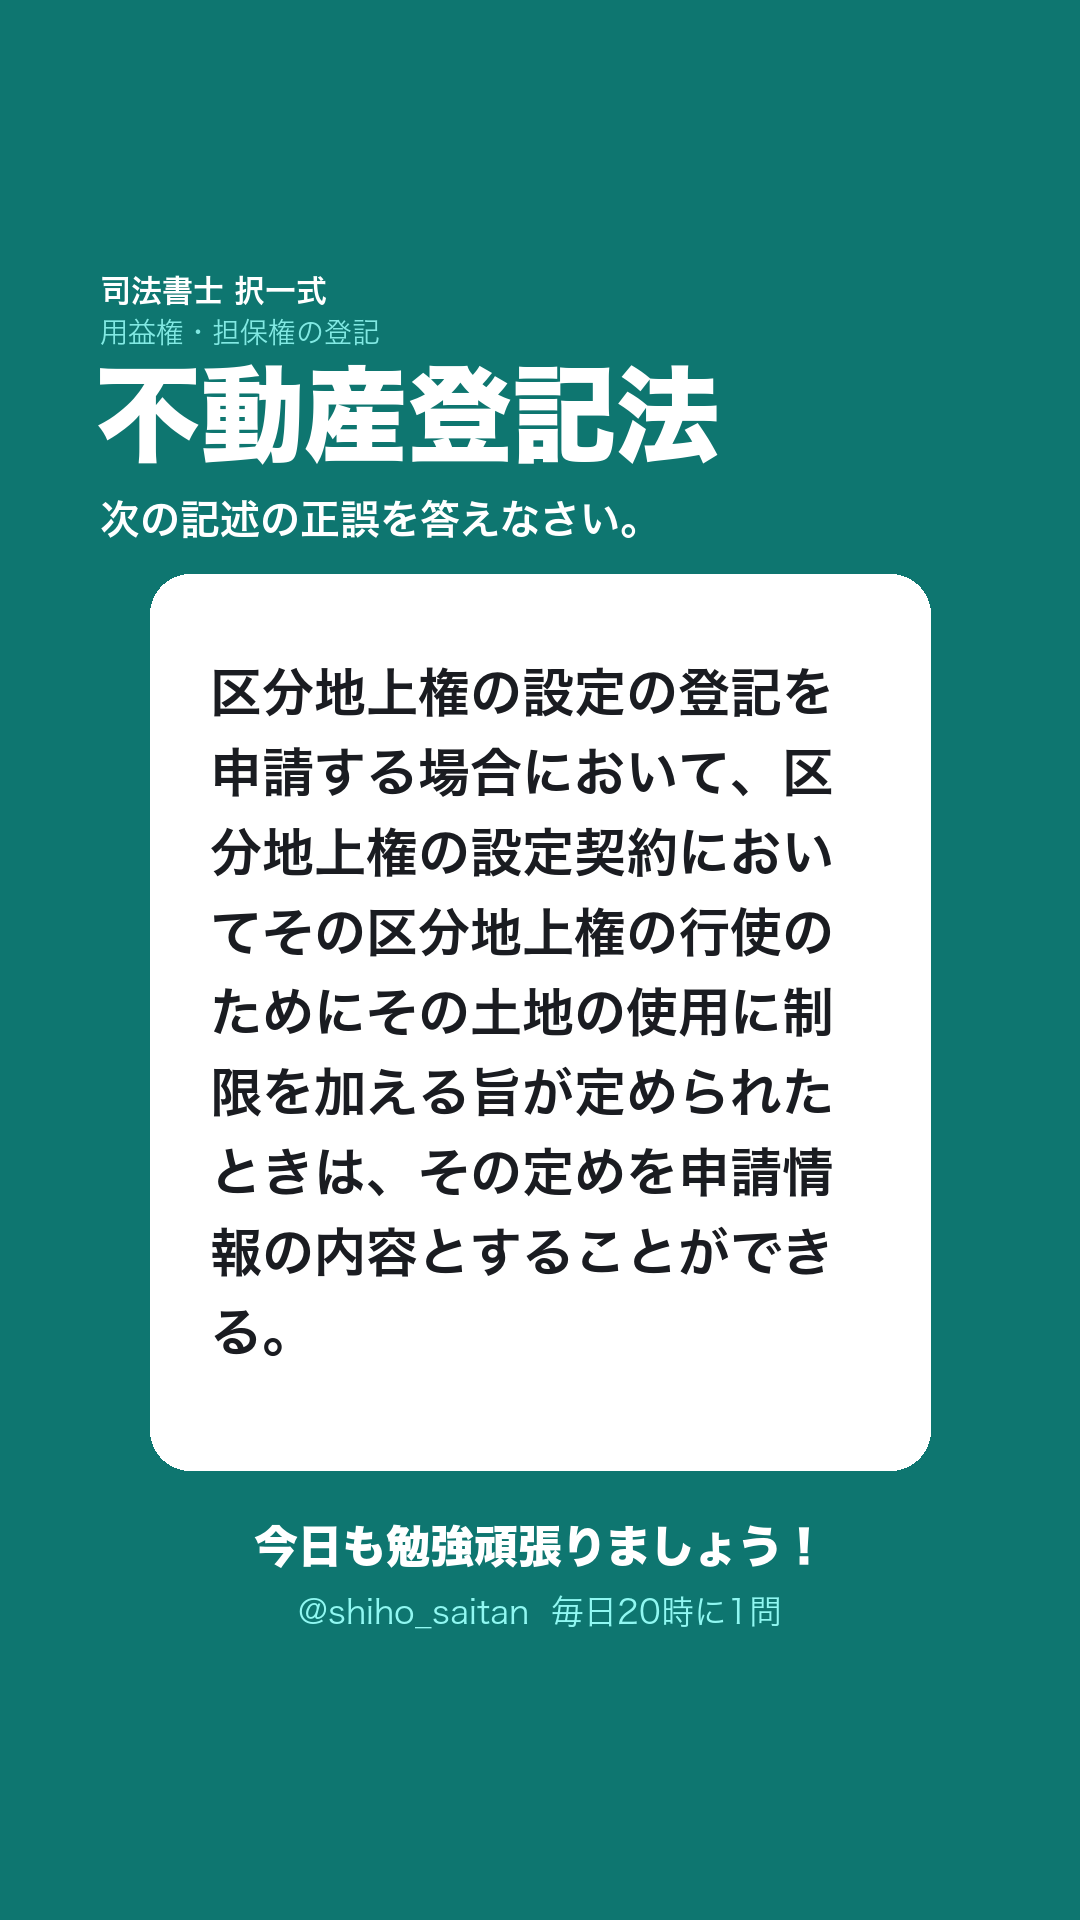 司法書士 択一式
用益権・担保権の登記
不動産登記法
次の記述の正誤を答えなさい。
区分地上権の設定の登記を
申請する場合において、区
分地上権の設定契約におい
てその区分地上権の行使の
ためにその土地の使用に制
限を加える旨が定められた
ときは、その定めを申請情
報の内容とすることができ
る。
今日も勉強頑張りましょう！
@shiho_saitan 毎日20時に1問